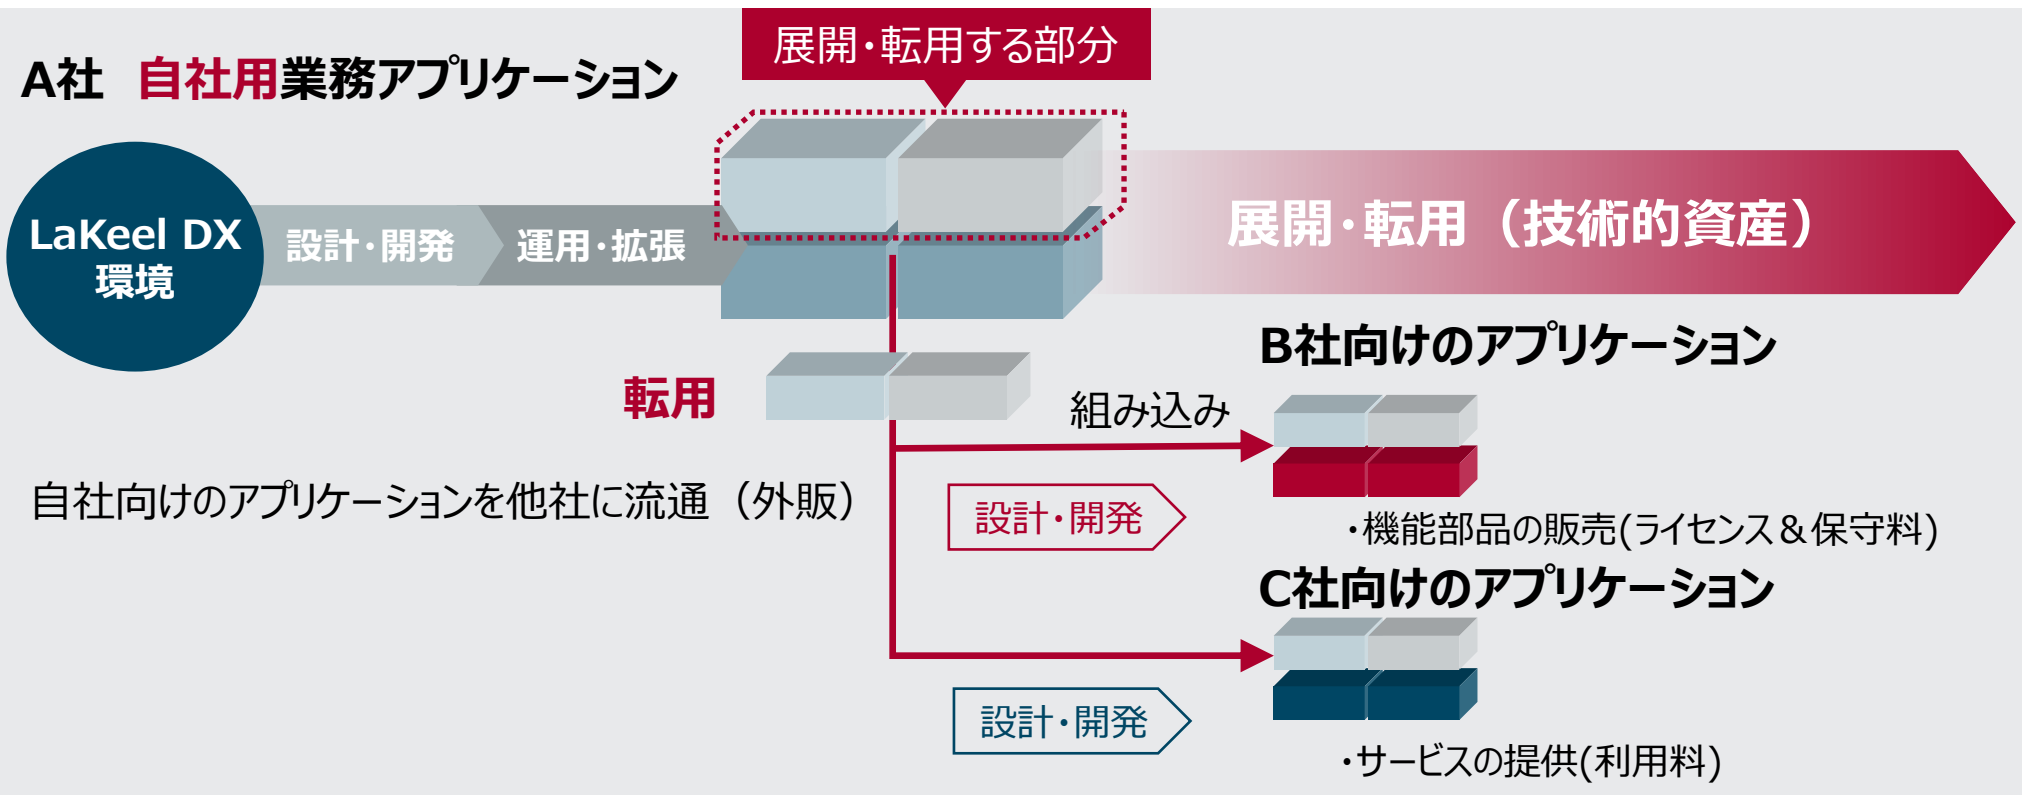 展開・転用する部分
A社 自社用業務アプリケーション
LaKeel DX
環境
設計・開発
運用・拡張
展開・転用（技術的資産）
B社向けのアプリケーション
転用
組み込み
自社向けのアプリケーションを他社に流通（外販）
設計・開発
・機能部品の販売(ライセンス＆保守料)
C社向けのアプリケーション
設計・開発
・サービスの提供(利用料)